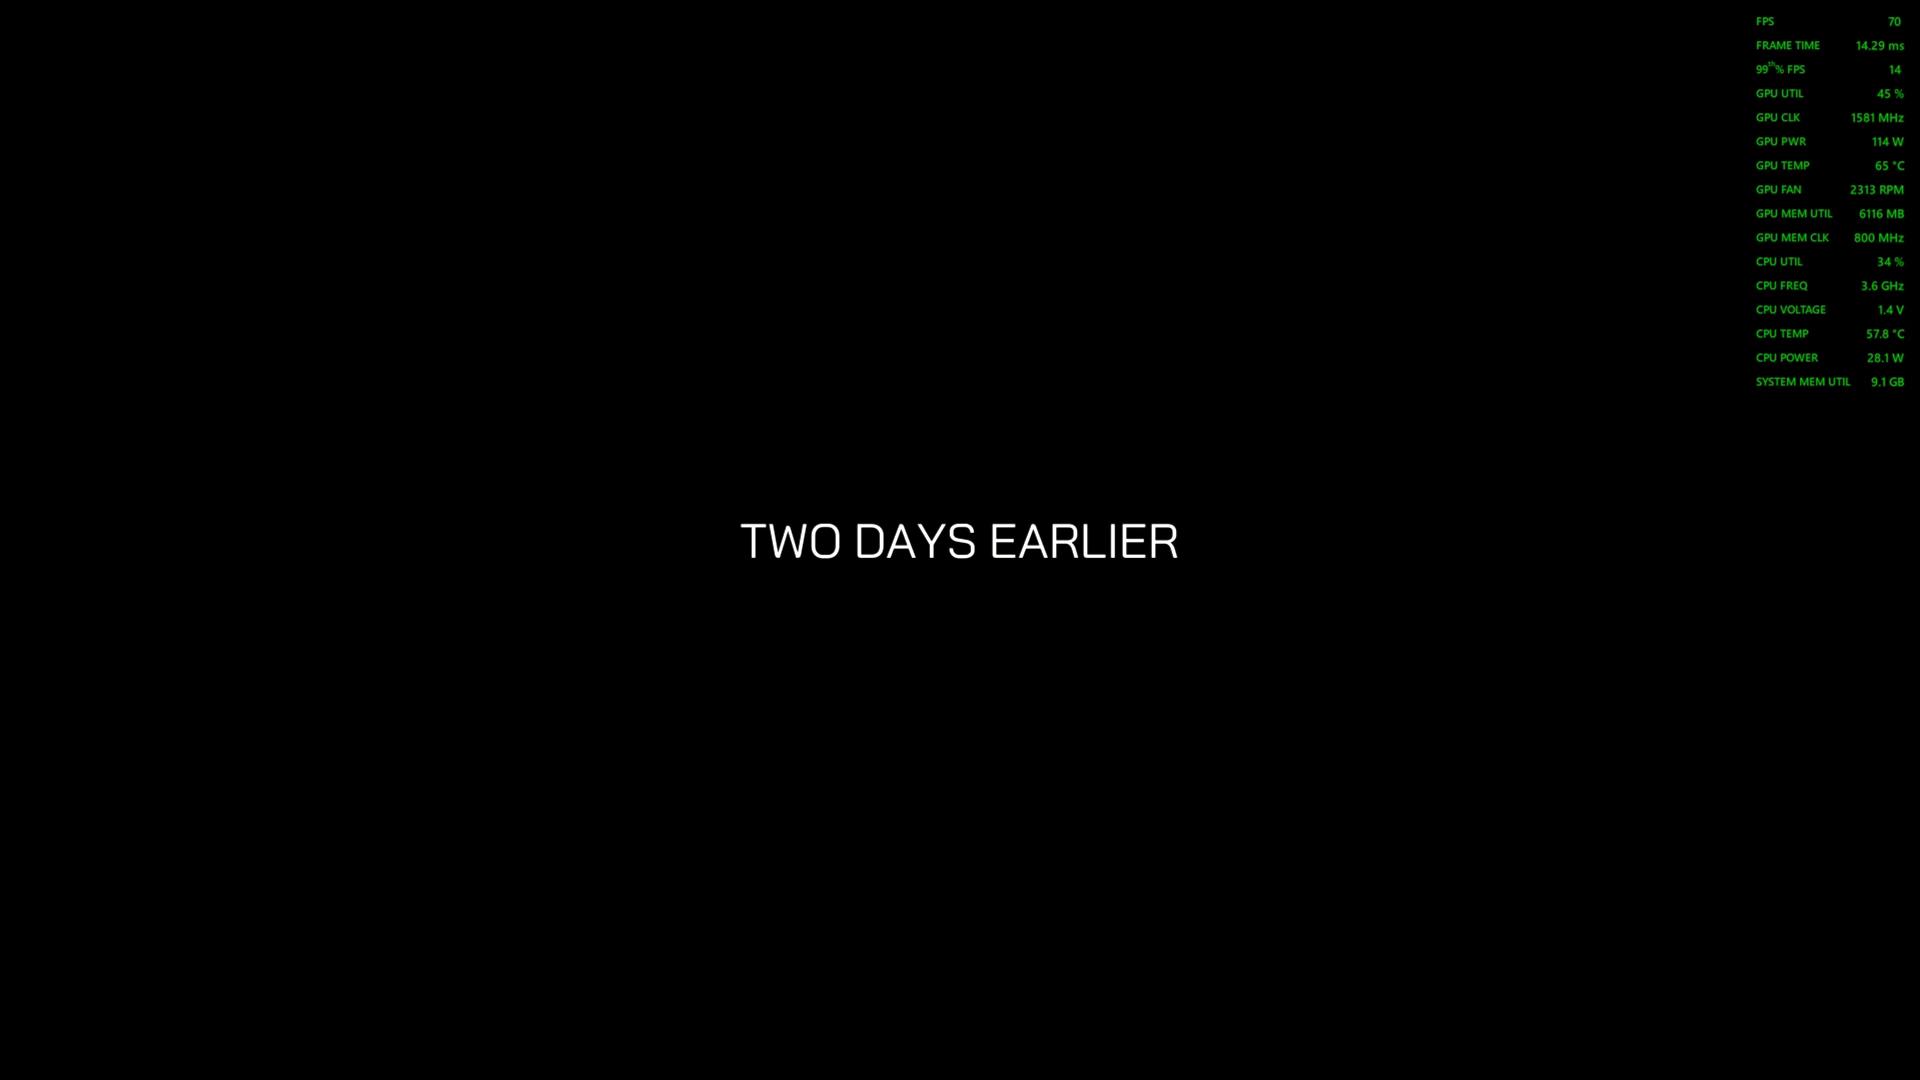 FPS 70
FRAME TIME 14.29 ms
99th% FPS 14
GPU UTIL 45 %
GPU CLK 1581 MHz
GPU PWR 114 W
GPU TEMP 65 °C
GPU FAN 2313 RPM
GPU MEM UTIL 6116 MB
GPU MEM CLK 800 MHz
CPU UTIL 34 %
CPU FREQ 3.6 GHz
CPU VOLTAGE 1.4 V
CPU TEMP 57.8 °C
CPU POWER 28.1 W
SYSTEM MEM UTIL 9.1 GB
TWO DAYS EARLIER